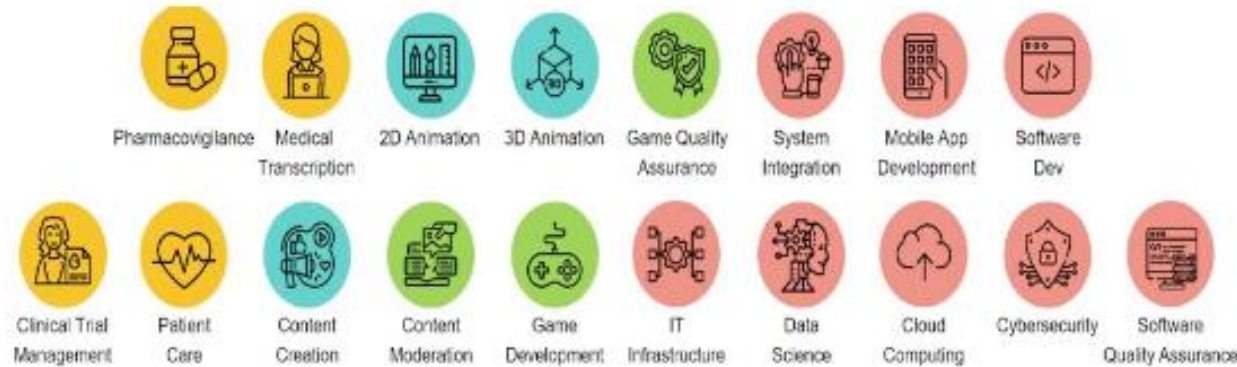 Pharmacovigilance
Medical
Transcription
2D Animation
3D Animation
Game Quality
Assurance
System
Integration
Mobile App
Development
Software
Dev
Clinical Trial
Management
Patient
Care
Content
Creation
Content
Moderation
Game
Development
IT
Infrastructure
Data
Science
Cloud
Computing
Cybersecurity
Software
Quality Assurance